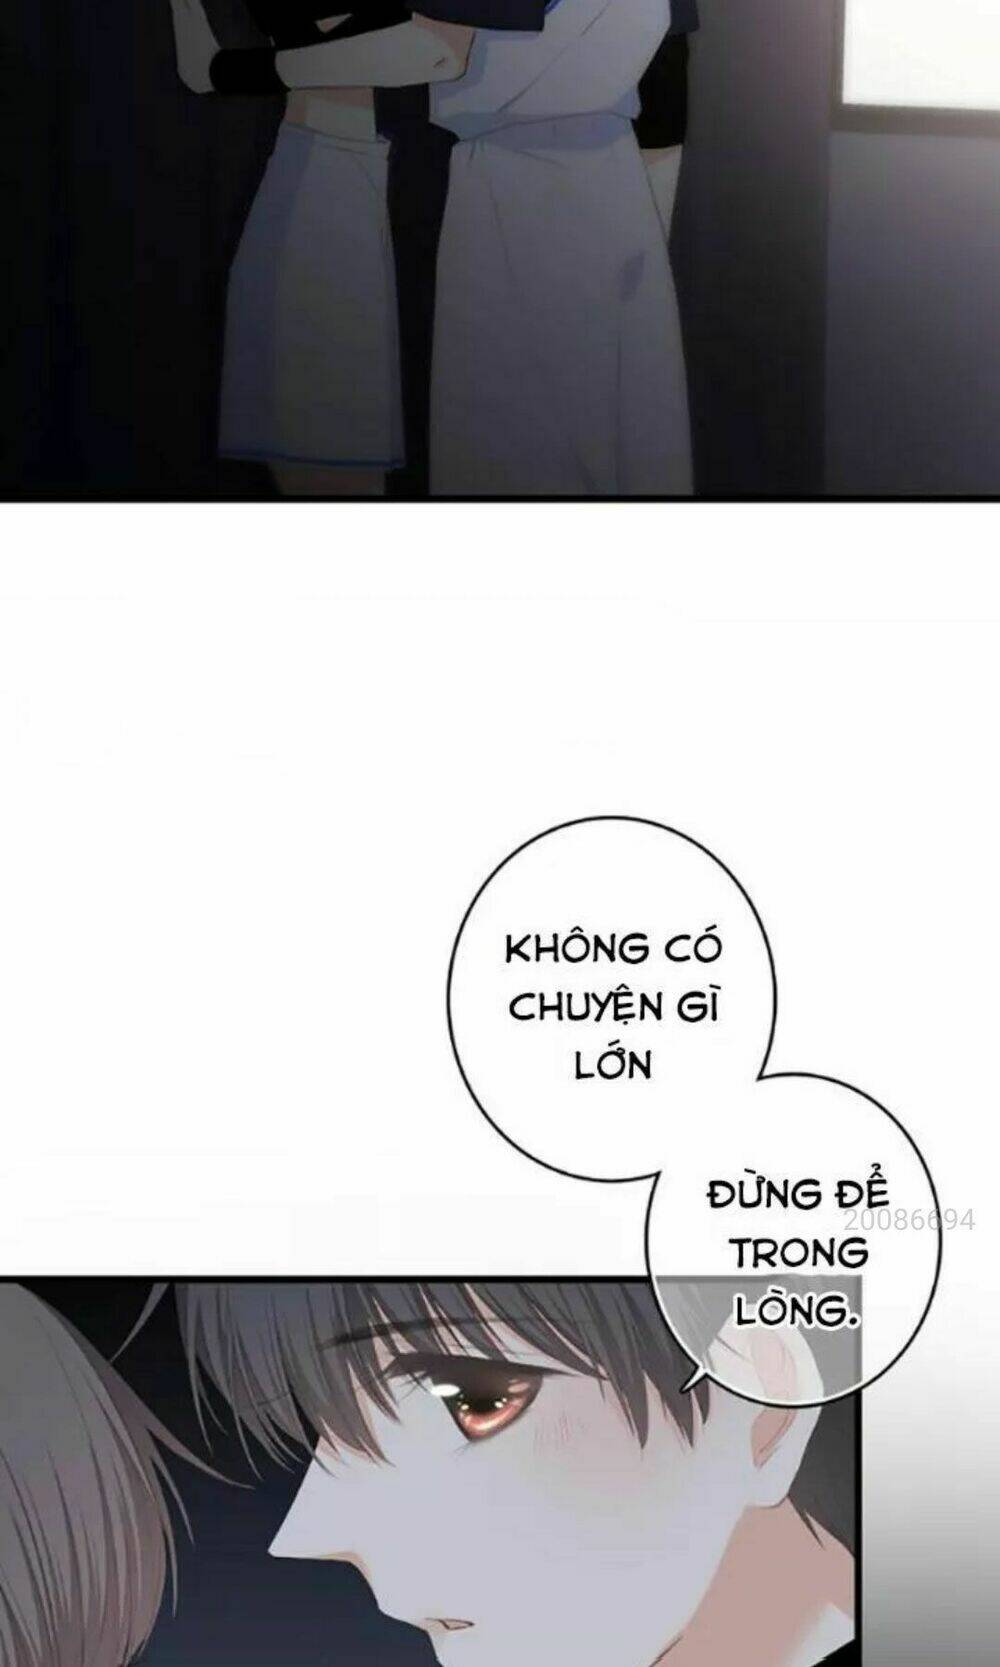 KHÔNG CÓ
CHUYỆN GÌ
LỚN
ĐỪNG ĐỂ
20086694
TRONG
LÒNG.